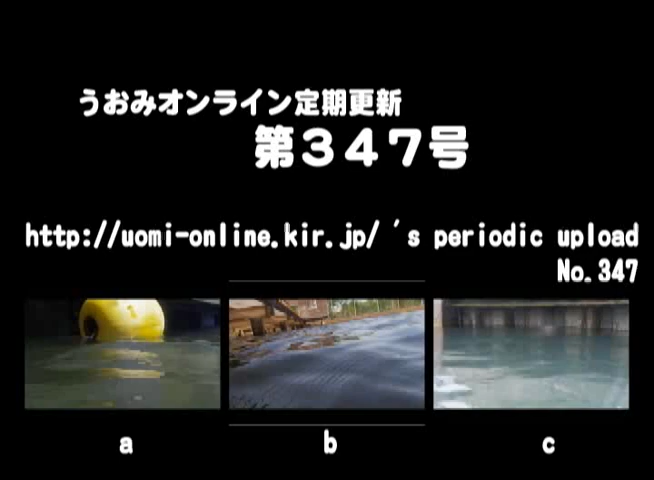 うおみオンライン定期更新
第３４７号
http://uomi-online.kir.jp/ 's periodic upload
No.347
a b c